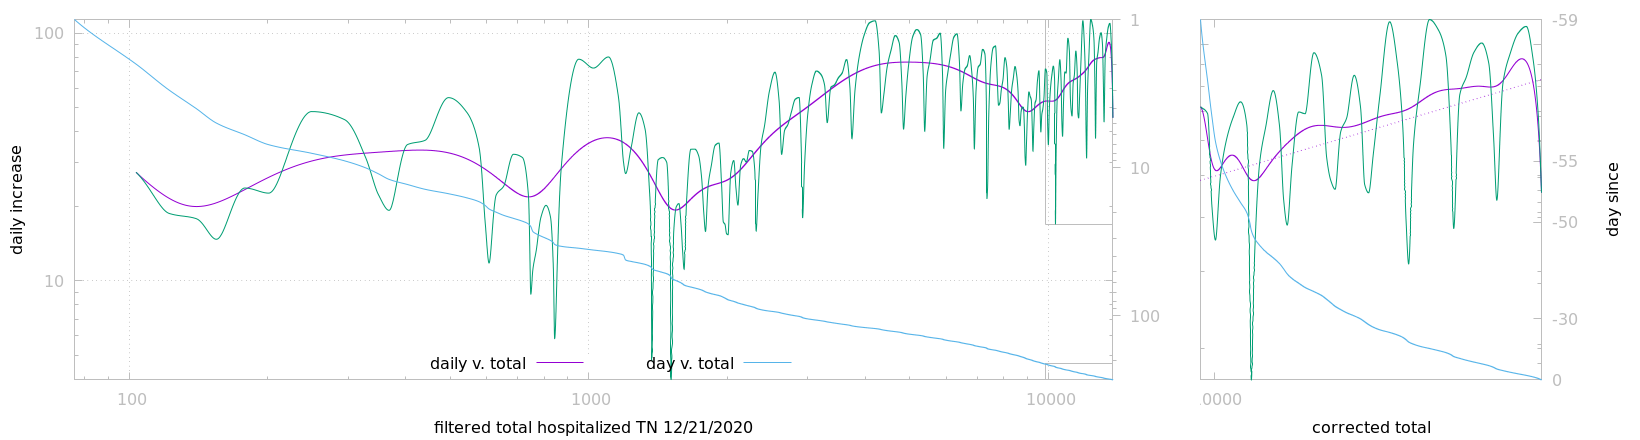 100
10
daily increase
1
10
100
daily v. total
day v. total
100
1000
10000
filtered total hospitalized TN 12/21/2020
-59
-55
-50
-30
0
day since
0000
corrected total